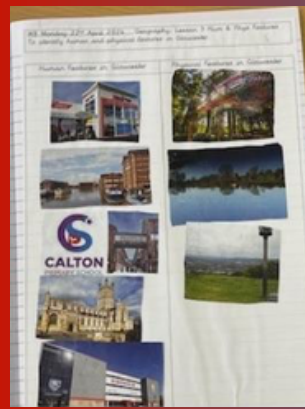 Monday 22nd April 2024 Geography: Lesson 3 Hum & Phys Features
To identify human and physical features in Gloucester
Human Features in Gloucester
Physical Features in Gloucester
CALTON
PRIMARY SCHOOL